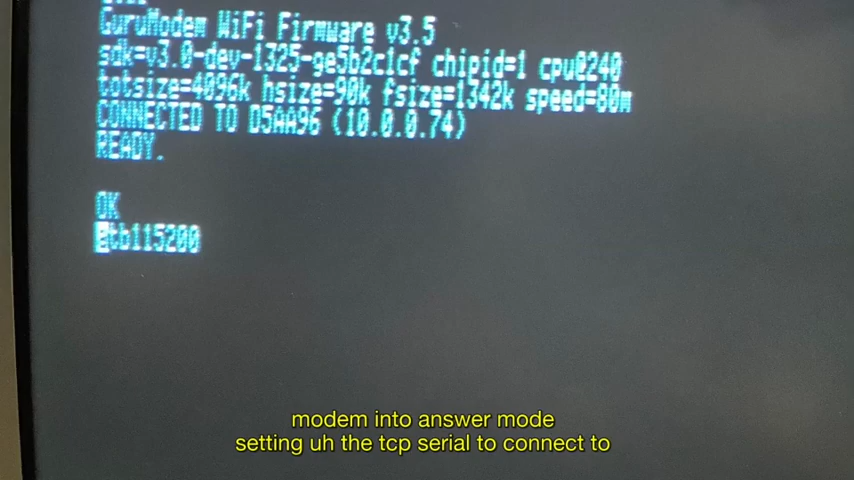 GuruModem WiFi Firmware v3.5
sdk=v3.0-dev-1325-ge5b2c1cf chipid=1 cpu@240
totsize=4096k hsize=90k fsize=1342k speed=80m
CONNECTED TO D5AA96 (10.0.0.74)
READY.
OK
atb115200
modem into answer mode
setting uh the tcp serial to connect to